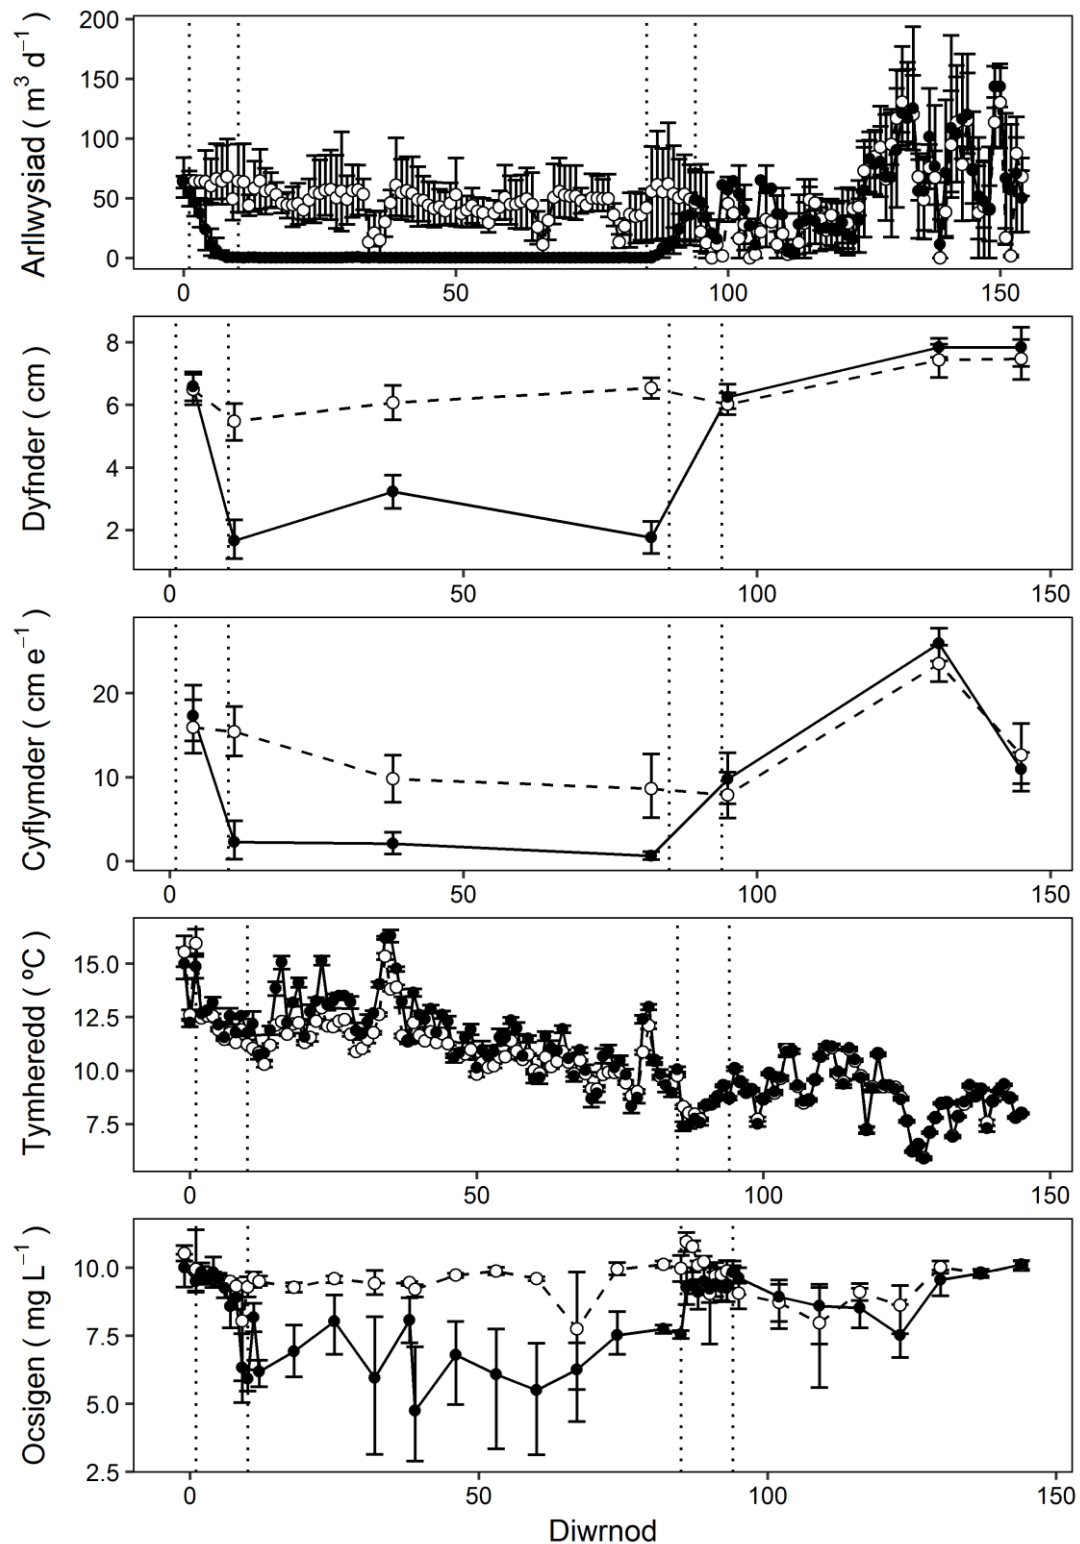 Arllwysiad ( m³ d⁻¹ )
200
150
100
50
0
0 50 100 150
Dyfnder ( cm )
8
6
4
2
0 50 100 150
Cyflymder ( cm e⁻¹ )
20
10
0
0 50 100 150
Tymheredd ( ºC )
15.0
12.5
10.0
7.5
0 50 100 150
Ocsigen ( mg L⁻¹ )
10.0
7.5
5.0
2.5
0 50 100 150
Diwrnod